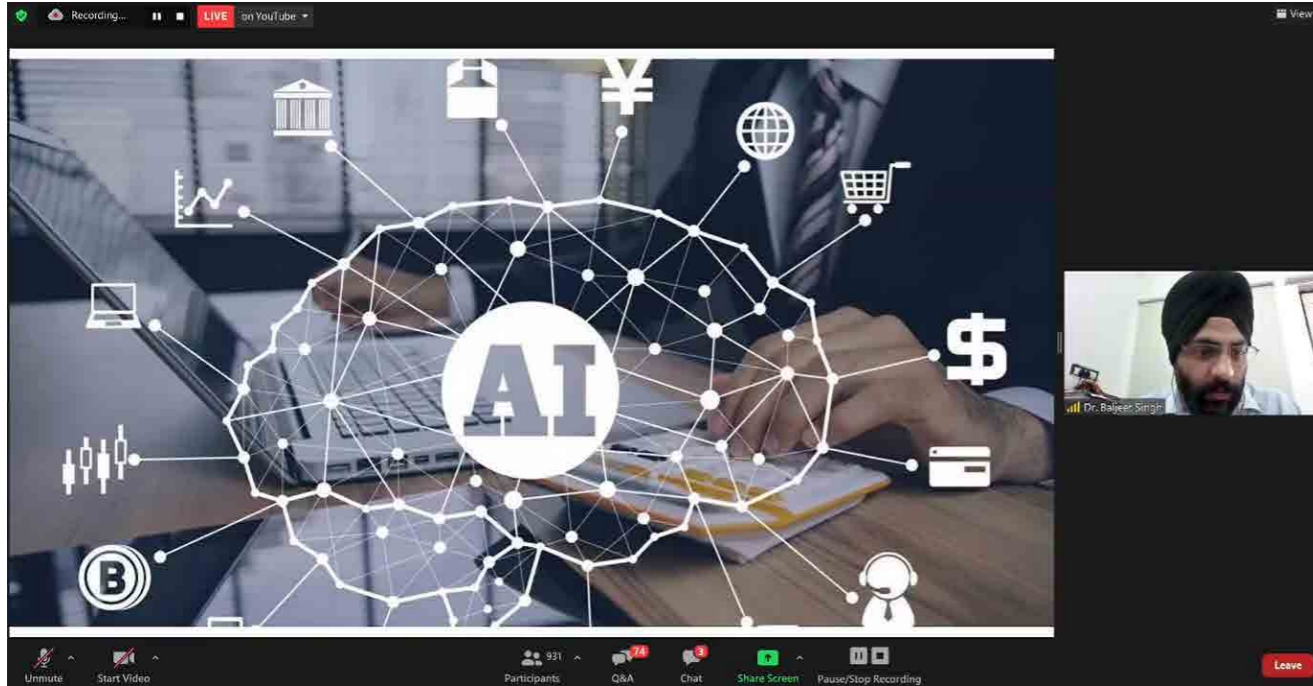 Recording...
LIVE on YouTube
View
¥
$
AI
B
Dr. Baljeet Singh
931
74
3
Unmute
Start Video
Participants
Q&A
Chat
Share Screen
Pause/Stop Recording
Leave